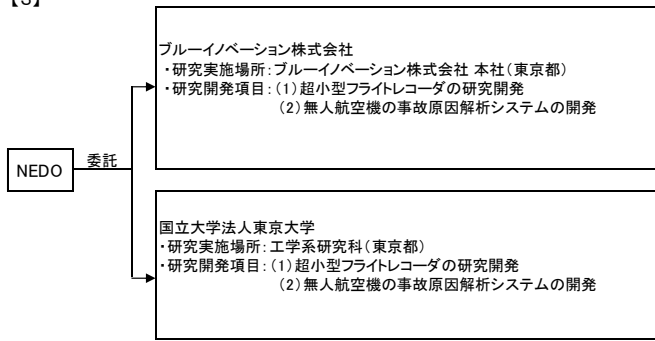 【3】
ブルーイノベーション株式会社
・研究実施場所：ブルーイノベーション株式会社 本社（東京都）
・研究開発項目：（1）超小型フライトレコーダの研究開発
（2）無人航空機の事故原因解析システムの開発
NEDO
委託
国立大学法人東京大学
・研究実施場所：工学系研究科（東京都）
・研究開発項目：（1）超小型フライトレコーダの研究開発
（2）無人航空機の事故原因解析システムの開発